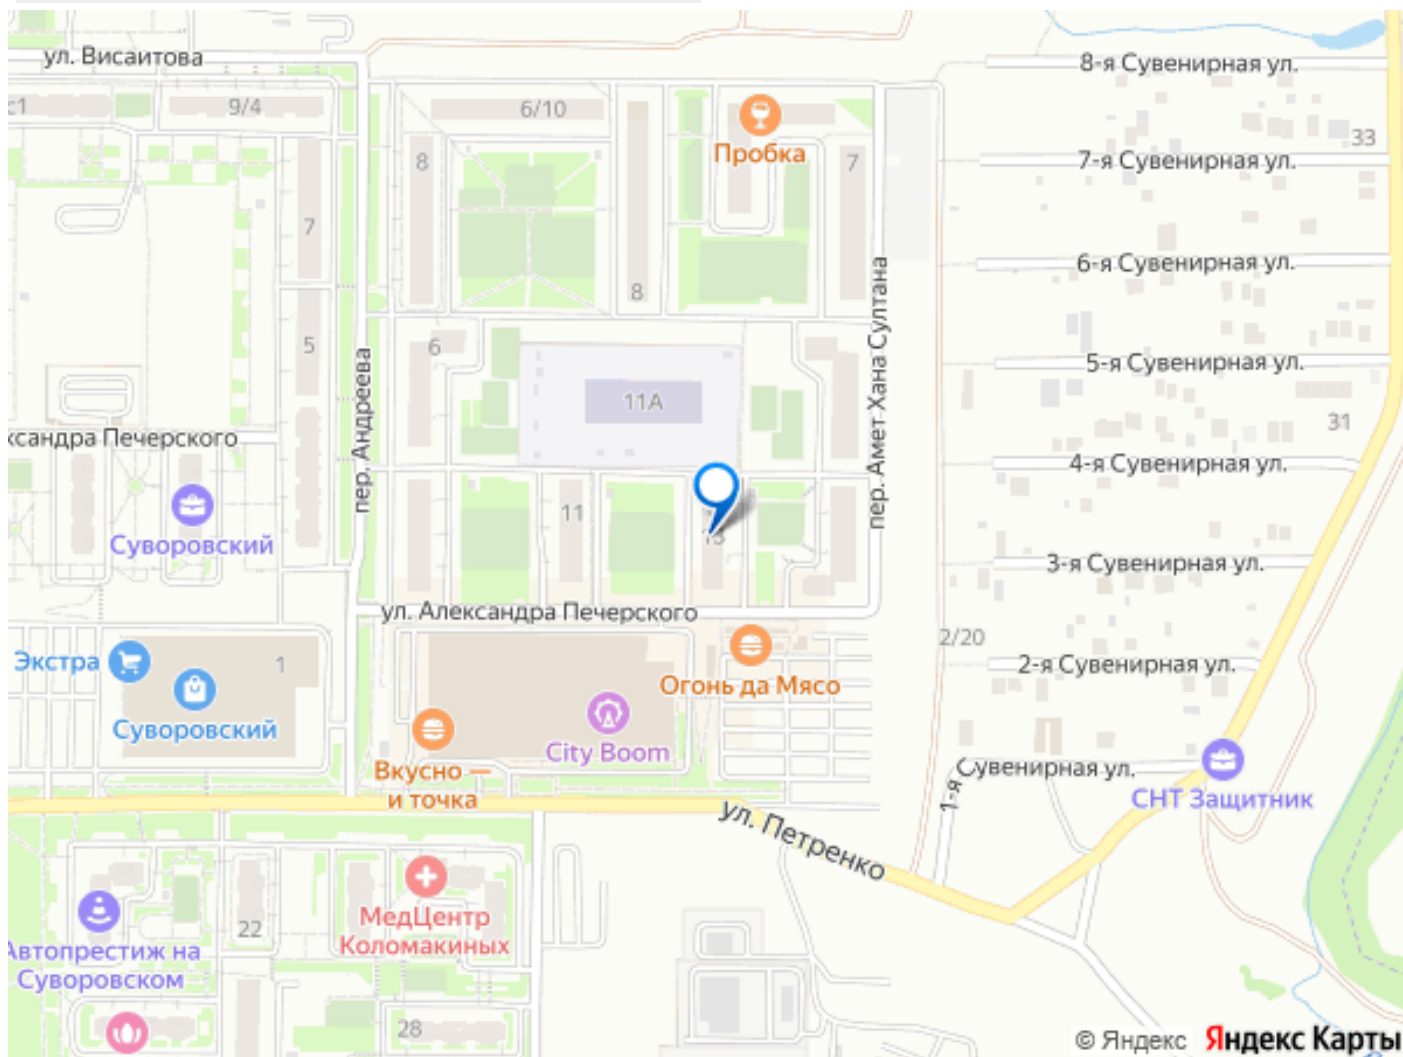 ул. Висаитова
8-я Сувенирная ул.
с1
9/4
6/10
Пробка
33
8
7
7-я Сувенирная ул.
7
6-я Сувенирная ул.
8
пер. Амет Хана Султана
6
5
пер. Андреева
5-я Сувенирная ул.
11А
31
ксандра Печерского
4-я Сувенирная ул.
11
Суворовский
3-я Сувенирная ул.
ул. Александра Печерского
2/20
Экстра
1
2-я Сувенирная ул.
Огонь да Мясо
Суворовский
City Boom
Вкусно —
и точка
1-я Сувенирная ул.
СНТ Защитник
ул. Петренко
МедЦентр
Коломакиных
22
Автопрестиж на
Суворовском
28
© Яндекс Яндекс Карты